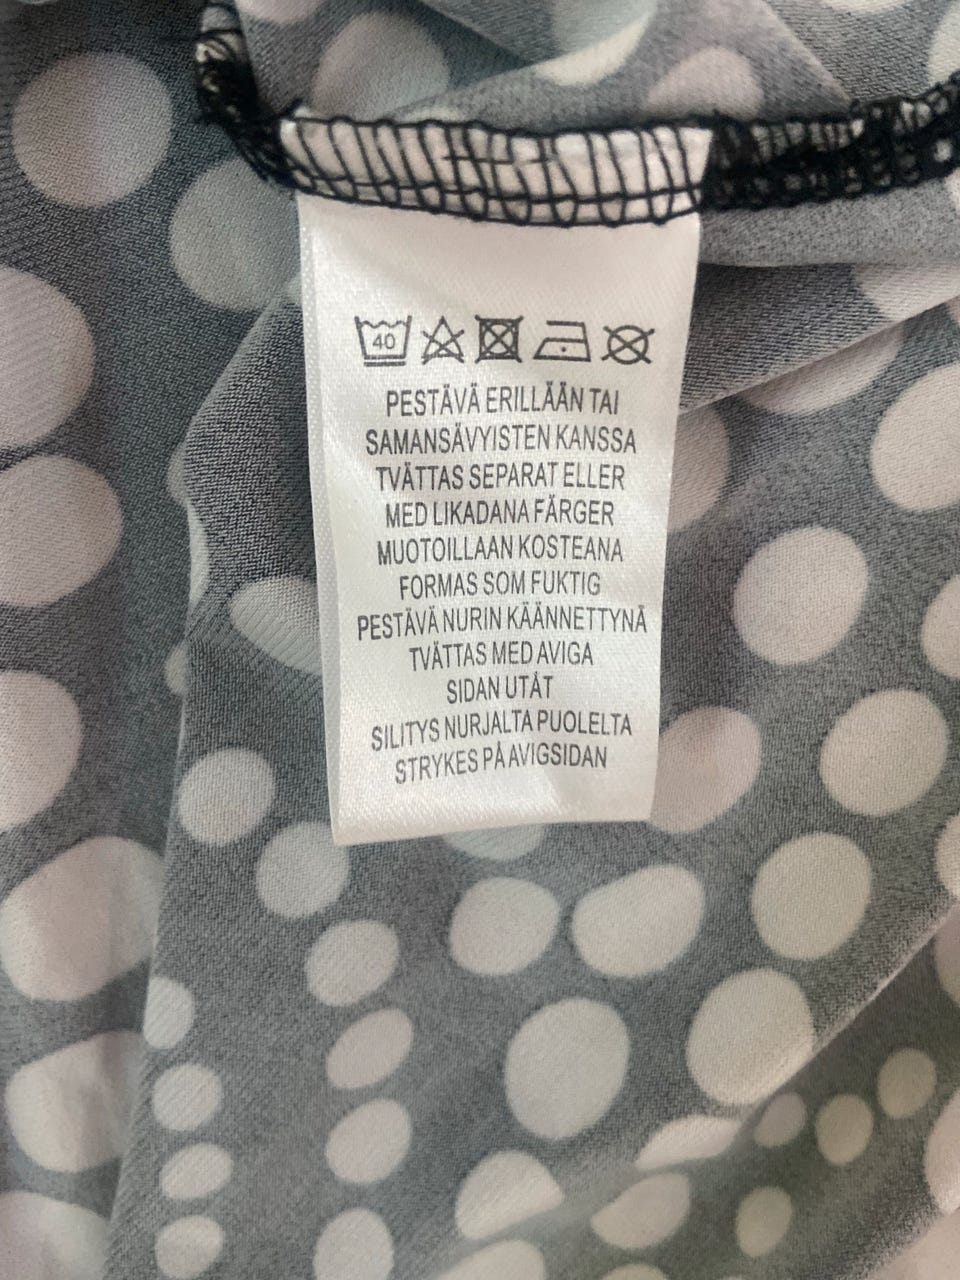 40
PESTÄVÄ ERILLÄÄN TAI
SAMANSÄVYISTEN KANSSA
TVÄTTAS SEPARAT ELLER
MED LIKADANA FÄRGER
MUOTOILLAAN KOSTEANA
FORMAS SOM FUKTIG
PESTÄVÄ NURIN KÄÄNNETTYNÄ
TVÄTTAS MED AVIGA
SIDAN UTÅT
SILITYS NURJALTA PUOLELTA
STRYKES PÅ AVIGSIDAN